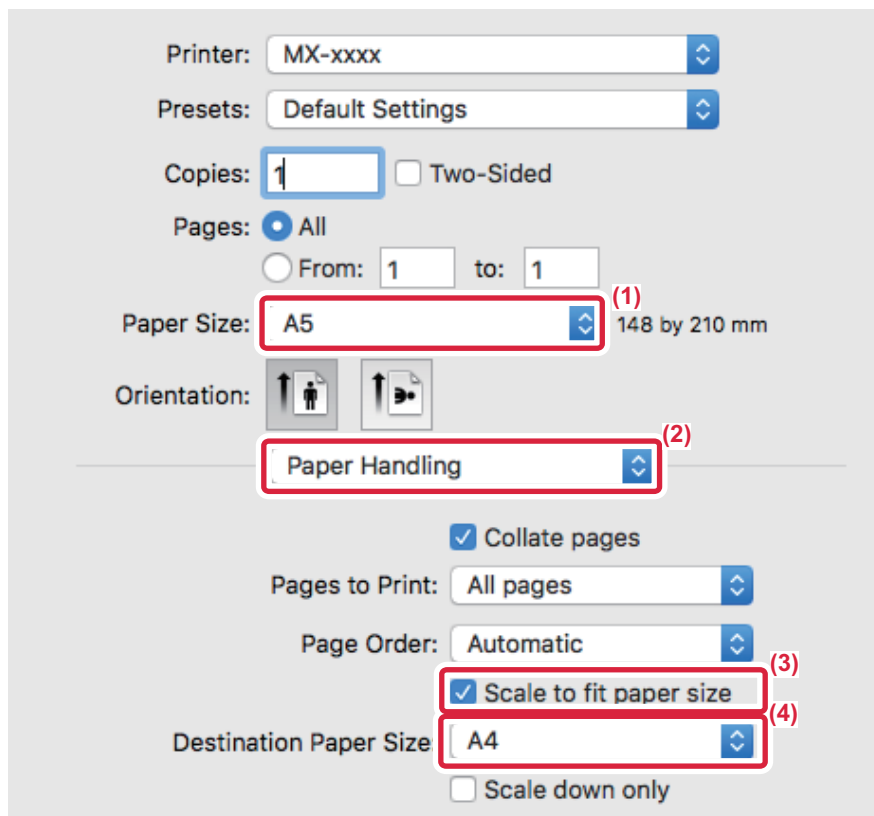 Printer: MX-xxxx
Presets: Default Settings
Copies: 1 Two-Sided
Pages: All
From: 1 to: 1
(1)
Paper Size: A5 148 by 210 mm
Orientation:
(2)
Paper Handling
Collate pages
Pages to Print: All pages
Page Order: Automatic
(3)
Scale to fit paper size
(4)
Destination Paper Size: A4
Scale down only